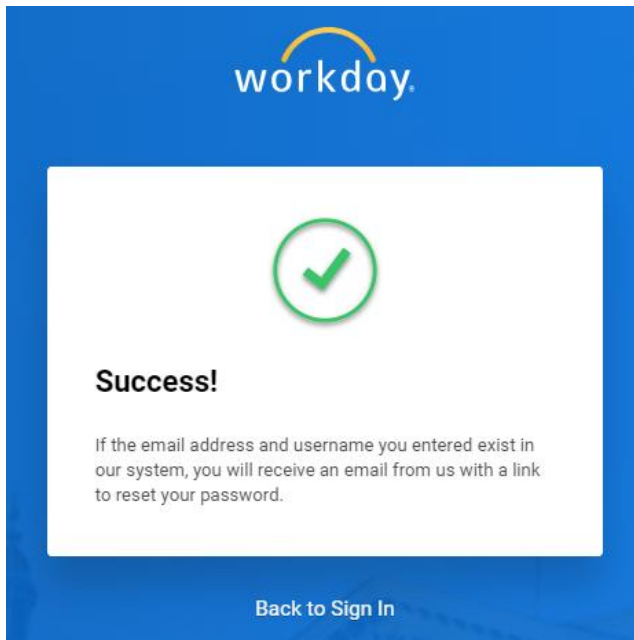 workday.
Success!
If the email address and username you entered exist in
our system, you will receive an email from us with a link
to reset your password.
Back to Sign In